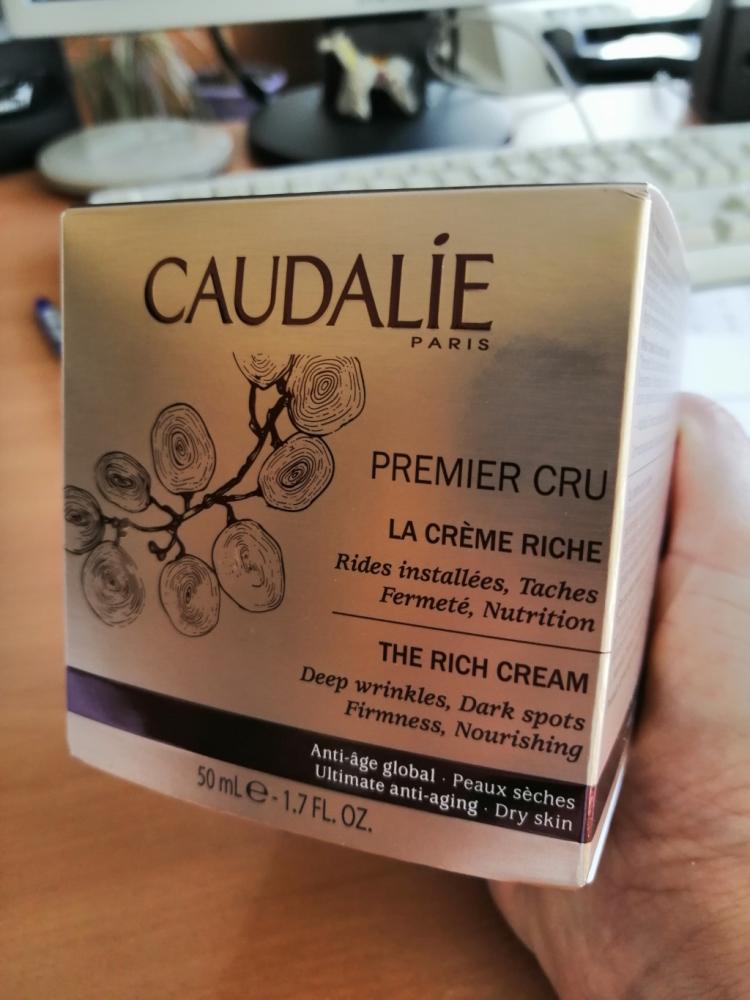 CAUDALÍE
PARIS
PREMIER CRU
LA CRÈME RICHE
Rides installées, Taches
Fermeté, Nutrition
THE RICH CREAM
Deep wrinkles, Dark spots
Firmness, Nourishing
Anti-âge global · Peaux sèches
Ultimate anti-aging · Dry skin
50 mL ℮ - 1.7 FL. OZ.